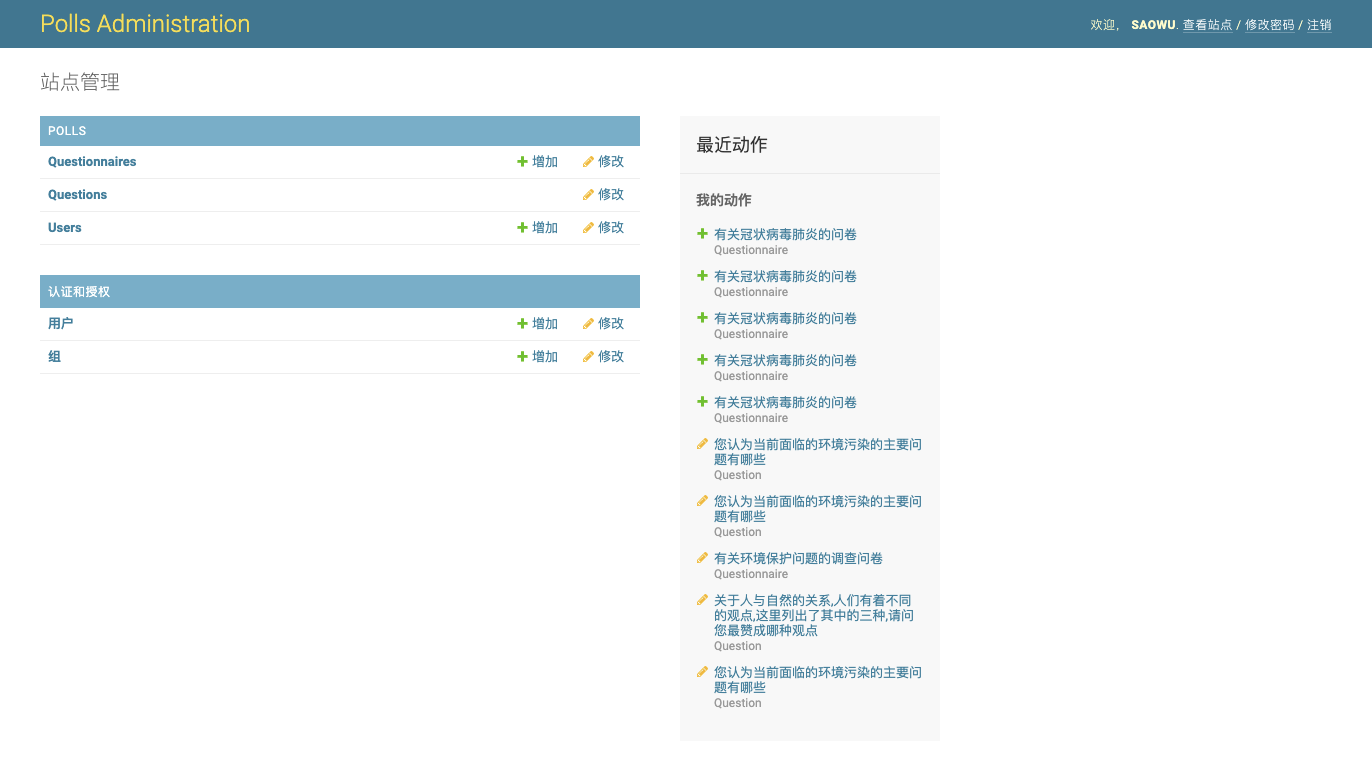 Polls Administration
欢迎， SAOWU. 查看站点 / 修改密码 / 注销
站点管理
POLLS
Questionnaires 增加 修改
Questions 修改
Users 增加 修改
认证和授权
用户 增加 修改
组 增加 修改
最近动作
我的动作
有关冠状病毒肺炎的问卷
Questionnaire
有关冠状病毒肺炎的问卷
Questionnaire
有关冠状病毒肺炎的问卷
Questionnaire
有关冠状病毒肺炎的问卷
Questionnaire
有关冠状病毒肺炎的问卷
Questionnaire
您认为当前面临的环境污染的主要问
题有哪些
Question
您认为当前面临的环境污染的主要问
题有哪些
Question
有关环境保护问题的调查问卷
Questionnaire
关于人与自然的关系,人们有着不同
的观点,这里列出了其中的三种,请问
您最赞成哪种观点
Question
您认为当前面临的环境污染的主要问
题有哪些
Question